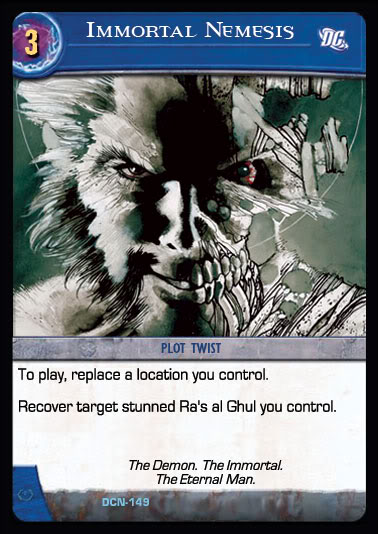 3
Immortal Nemesis
DC
PLOT TWIST
To play, replace a location you control.
Recover target stunned Ra's al Ghul you control.
The Demon. The Immortal.
The Eternal Man.
DCN-149